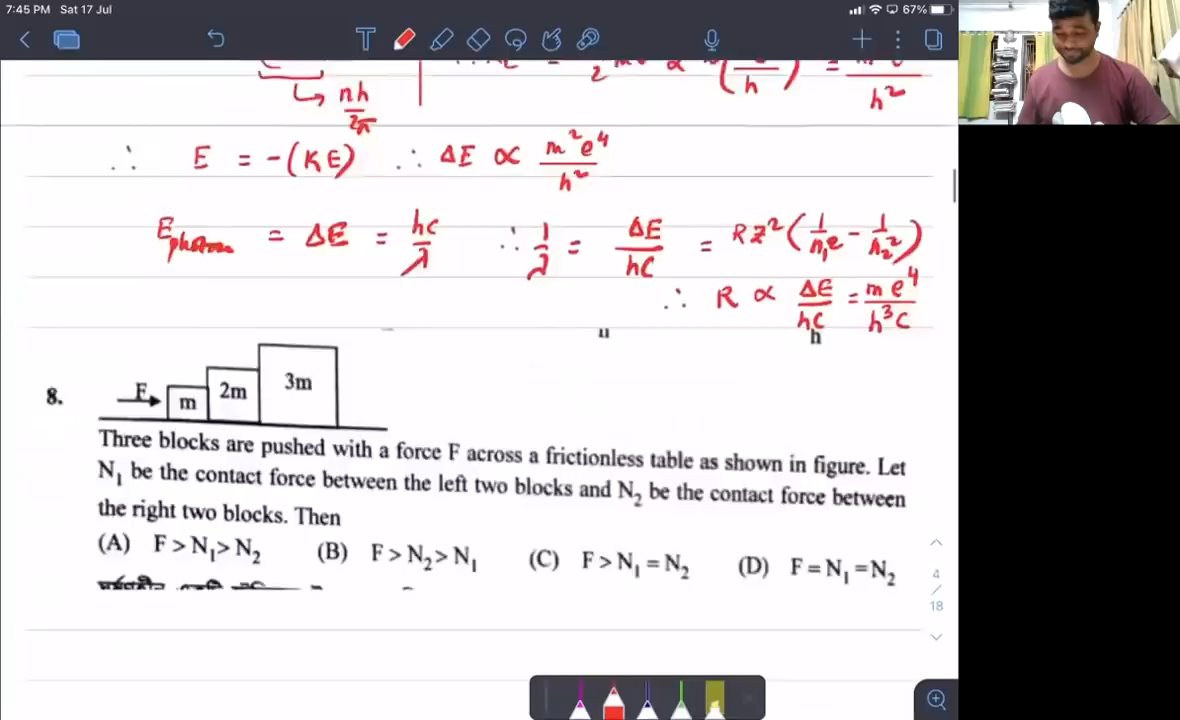 7:45 PM Sat 17 Jul 67%
nh
2π
h
h²
∴ E = -(KE) ∴ ΔE ∝ m²e⁴/h²
E photon = ΔE = hc/λ ∴ 1/λ = ΔE/hC = RZ²(1/n₁² - 1/n₂²)
∴ R ∝ ΔE/hC = me⁴/h³C
h
8.
F m 2m 3m
Three blocks are pushed with a force F across a frictionless table as shown in figure. Let
N₁ be the contact force between the left two blocks and N₂ be the contact force between
the right two blocks. Then
(A) F > N₁ > N₂ (B) F > N₂ > N₁ (C) F > N₁ = N₂ (D) F = N₁ = N₂
4
/
18